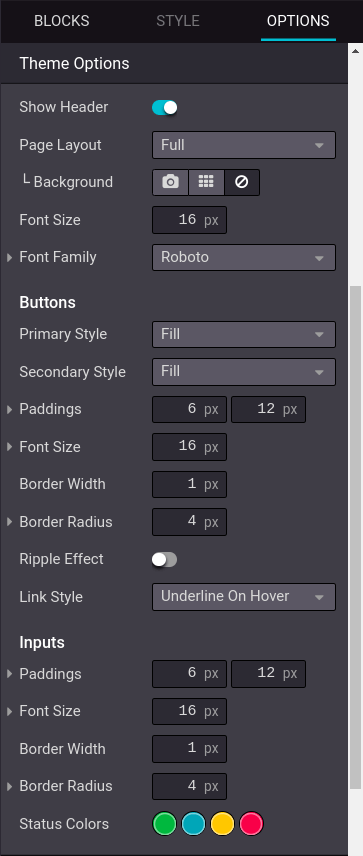 BLOCKS STYLE OPTIONS
Theme Options
Show Header
Page Layout Full
└ Background
Font Size 16 px
Font Family Roboto
Buttons
Primary Style Fill
Secondary Style Fill
Paddings 6 px 12 px
Font Size 16 px
Border Width 1 px
Border Radius 4 px
Ripple Effect
Link Style Underline On Hover
Inputs
Paddings 6 px 12 px
Font Size 16 px
Border Width 1 px
Border Radius 4 px
Status Colors